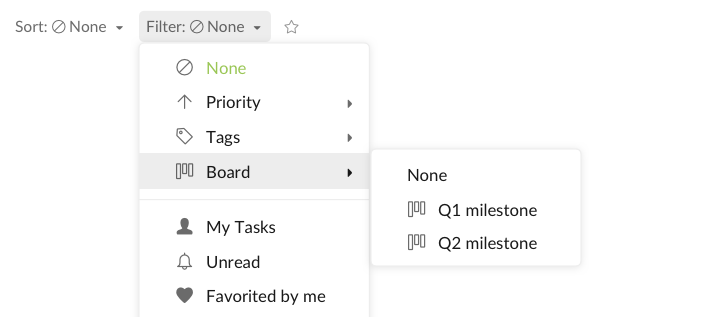 Sort: None
Filter: None
None
Priority
Tags
Board
None
Q1 milestone
Q2 milestone
My Tasks
Unread
Favorited by me